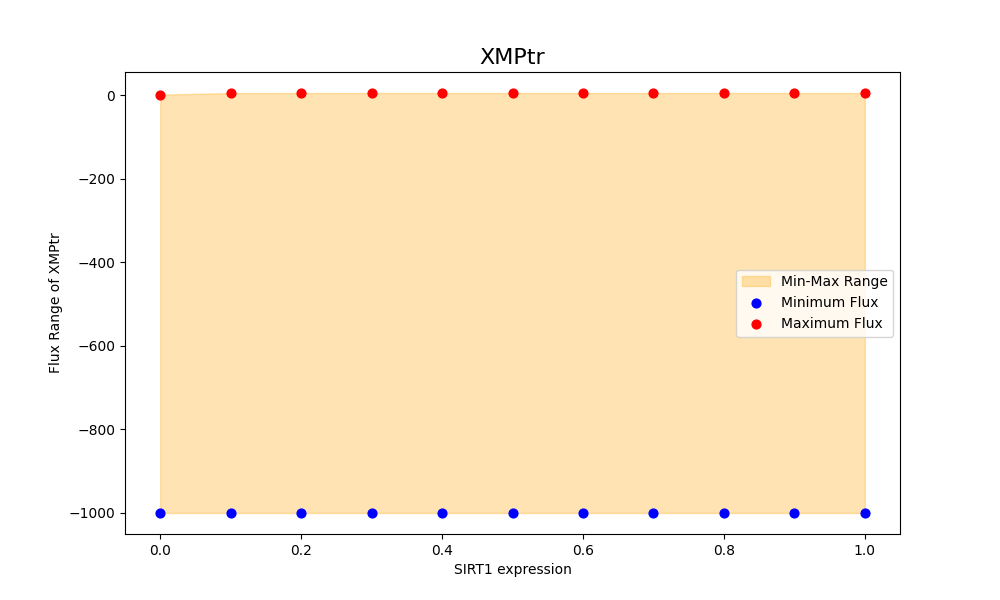 XMPtr
Flux Range of XMPtr
0
−200
−400
−600
−800
−1000
Min-Max Range
Minimum Flux
Maximum Flux
0.0 0.2 0.4 0.6 0.8 1.0
SIRT1 expression